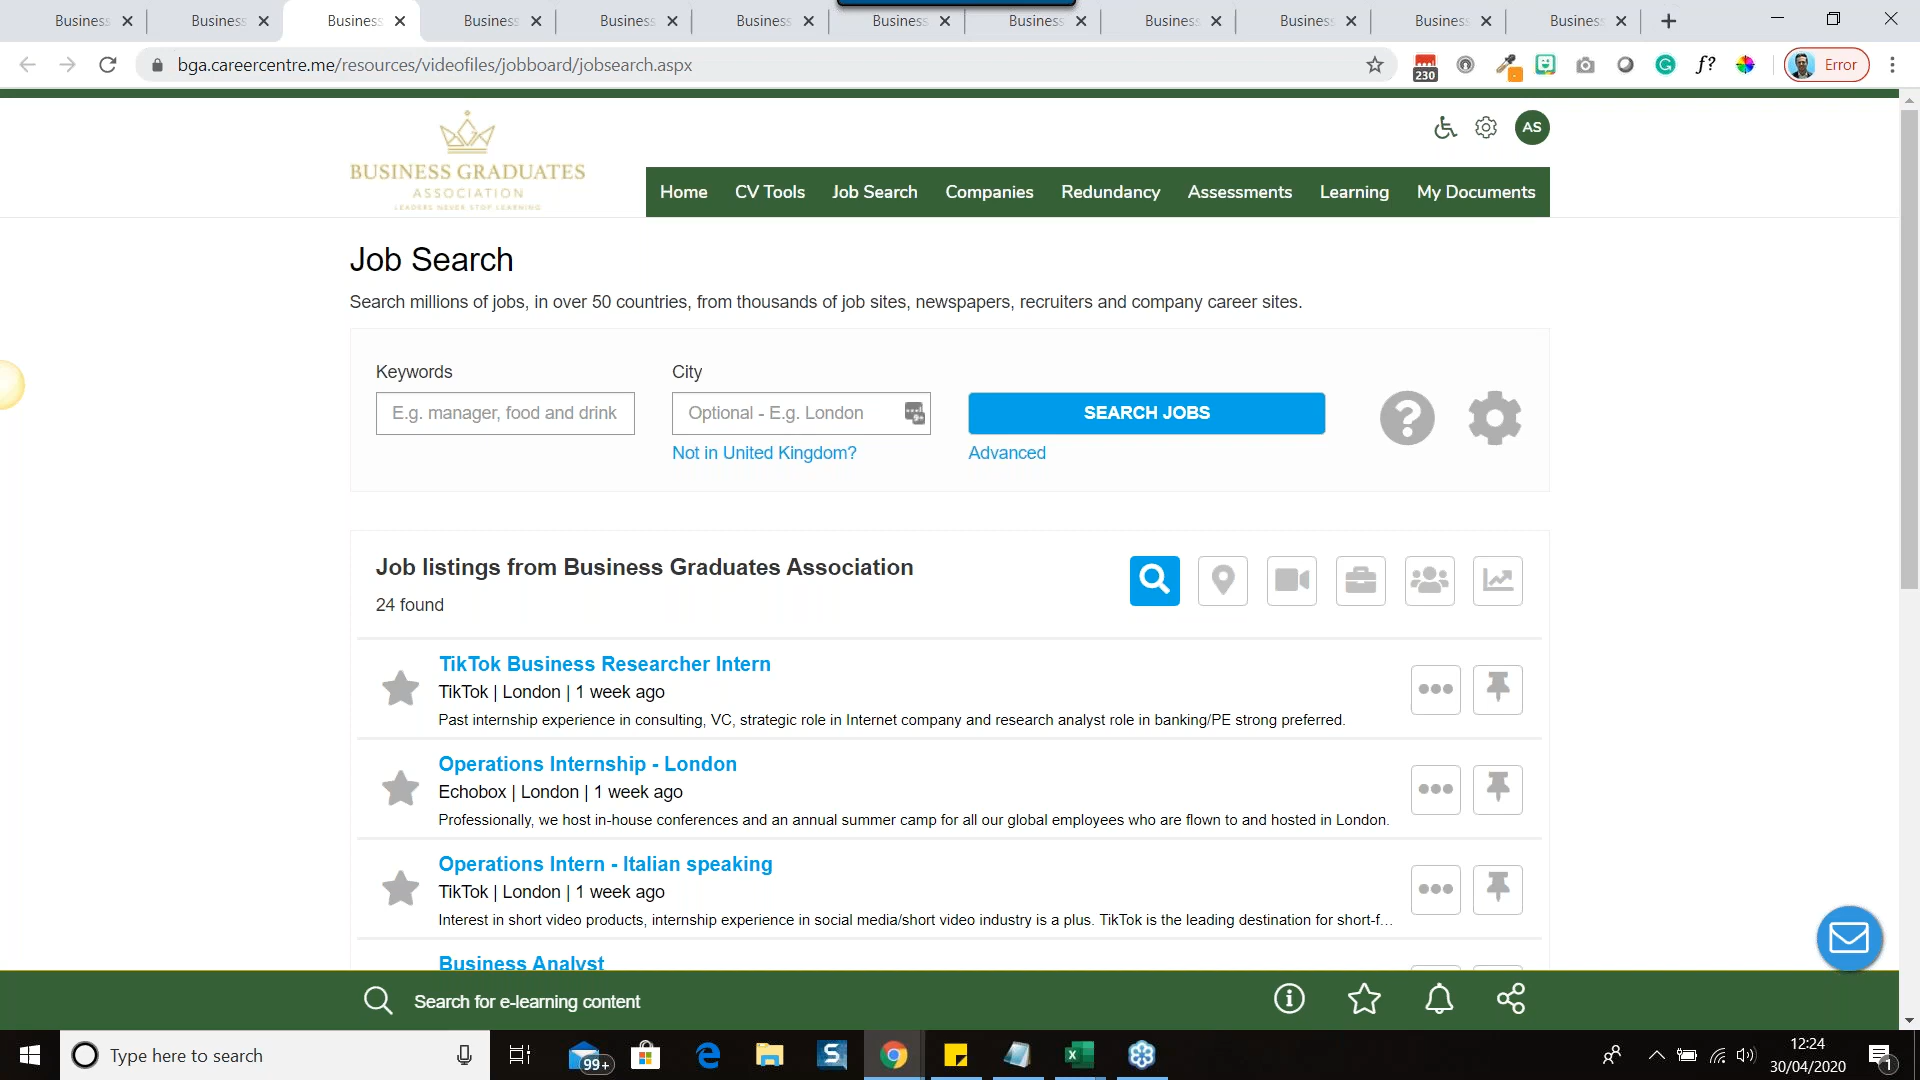 Business
Business
Business
Business
Business
Business
Business
Business
Business
Business
Business
Business
bga.careercentre.me/resources/videofiles/jobboard/jobsearch.aspx
230
f?
Error
BUSINESS GRADUATES
ASSOCIATION
LEADERS NEVER STOP LEARNING
AS
Home CV Tools Job Search Companies Redundancy Assessments Learning My Documents
Job Search
Search millions of jobs, in over 50 countries, from thousands of job sites, newspapers, recruiters and company career sites.
Keywords
City
E.g. manager, food and drink
Optional - E.g. London
SEARCH JOBS
Not in United Kingdom?
Advanced
Job listings from Business Graduates Association
24 found
TikTok Business Researcher Intern
TikTok | London | 1 week ago
Past internship experience in consulting, VC, strategic role in Internet company and research analyst role in banking/PE strong preferred.
Operations Internship - London
Echobox | London | 1 week ago
Professionally, we host in-house conferences and an annual summer camp for all our global employees who are flown to and hosted in London.
Operations Intern - Italian speaking
TikTok | London | 1 week ago
Interest in short video products, internship experience in social media/short video industry is a plus. TikTok is the leading destination for short-f...
Business Analyst
Search for e-learning content
Type here to search
99+
12:24
30/04/2020
1